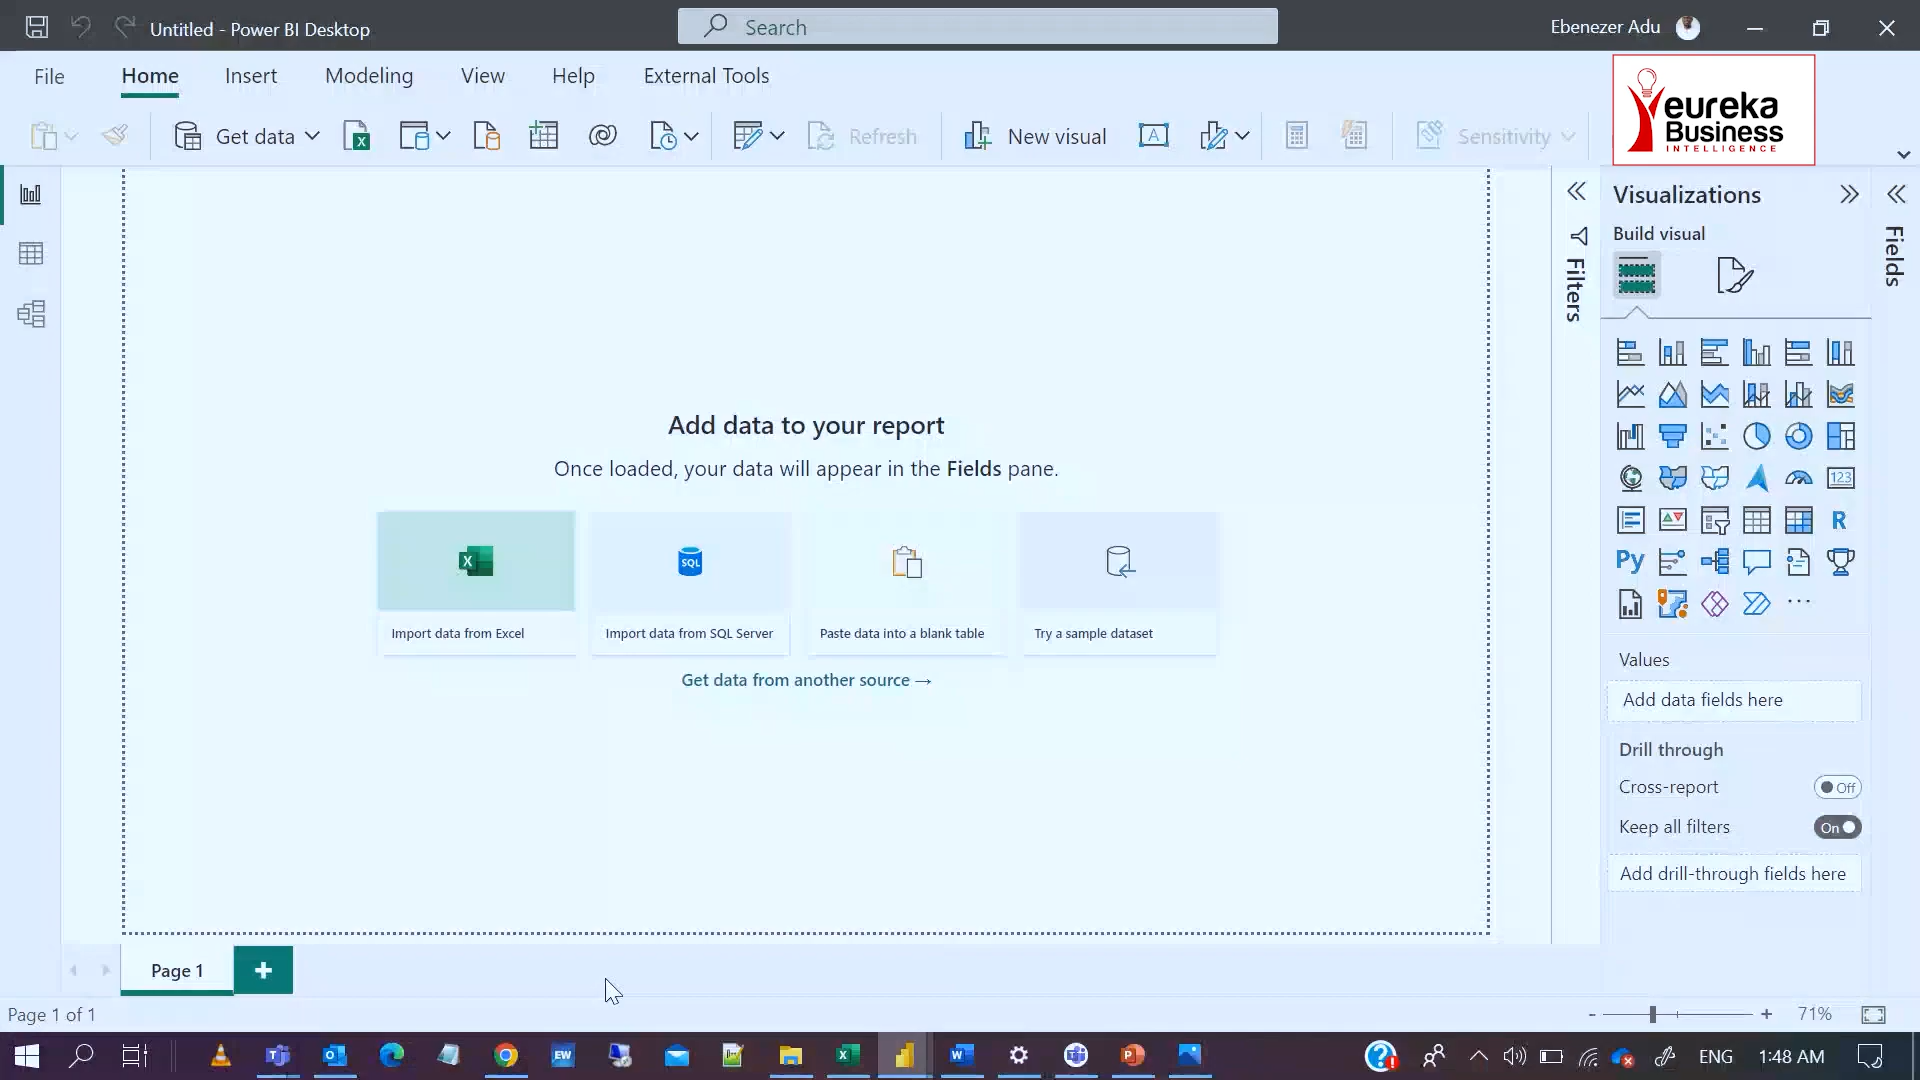 Untitled - Power BI Desktop
Search
Ebenezer Adu
File
Home
Insert
Modeling
View
Help
External Tools
eureka
Business
INTELLIGENCE
Get data
Refresh
New visual
Sensitivity
Visualizations
Build visual
Filters
Fields
Add data to your report
Once loaded, your data will appear in the Fields pane.
X
SQL
Import data from Excel
Import data from SQL Server
Paste data into a blank table
Try a sample dataset
Get data from another source →
123
R
Py
Values
Add data fields here
Drill through
Cross-report
Off
Keep all filters
On
Add drill-through fields here
Page 1
Page 1 of 1
71%
EW
ENG
1:48 AM